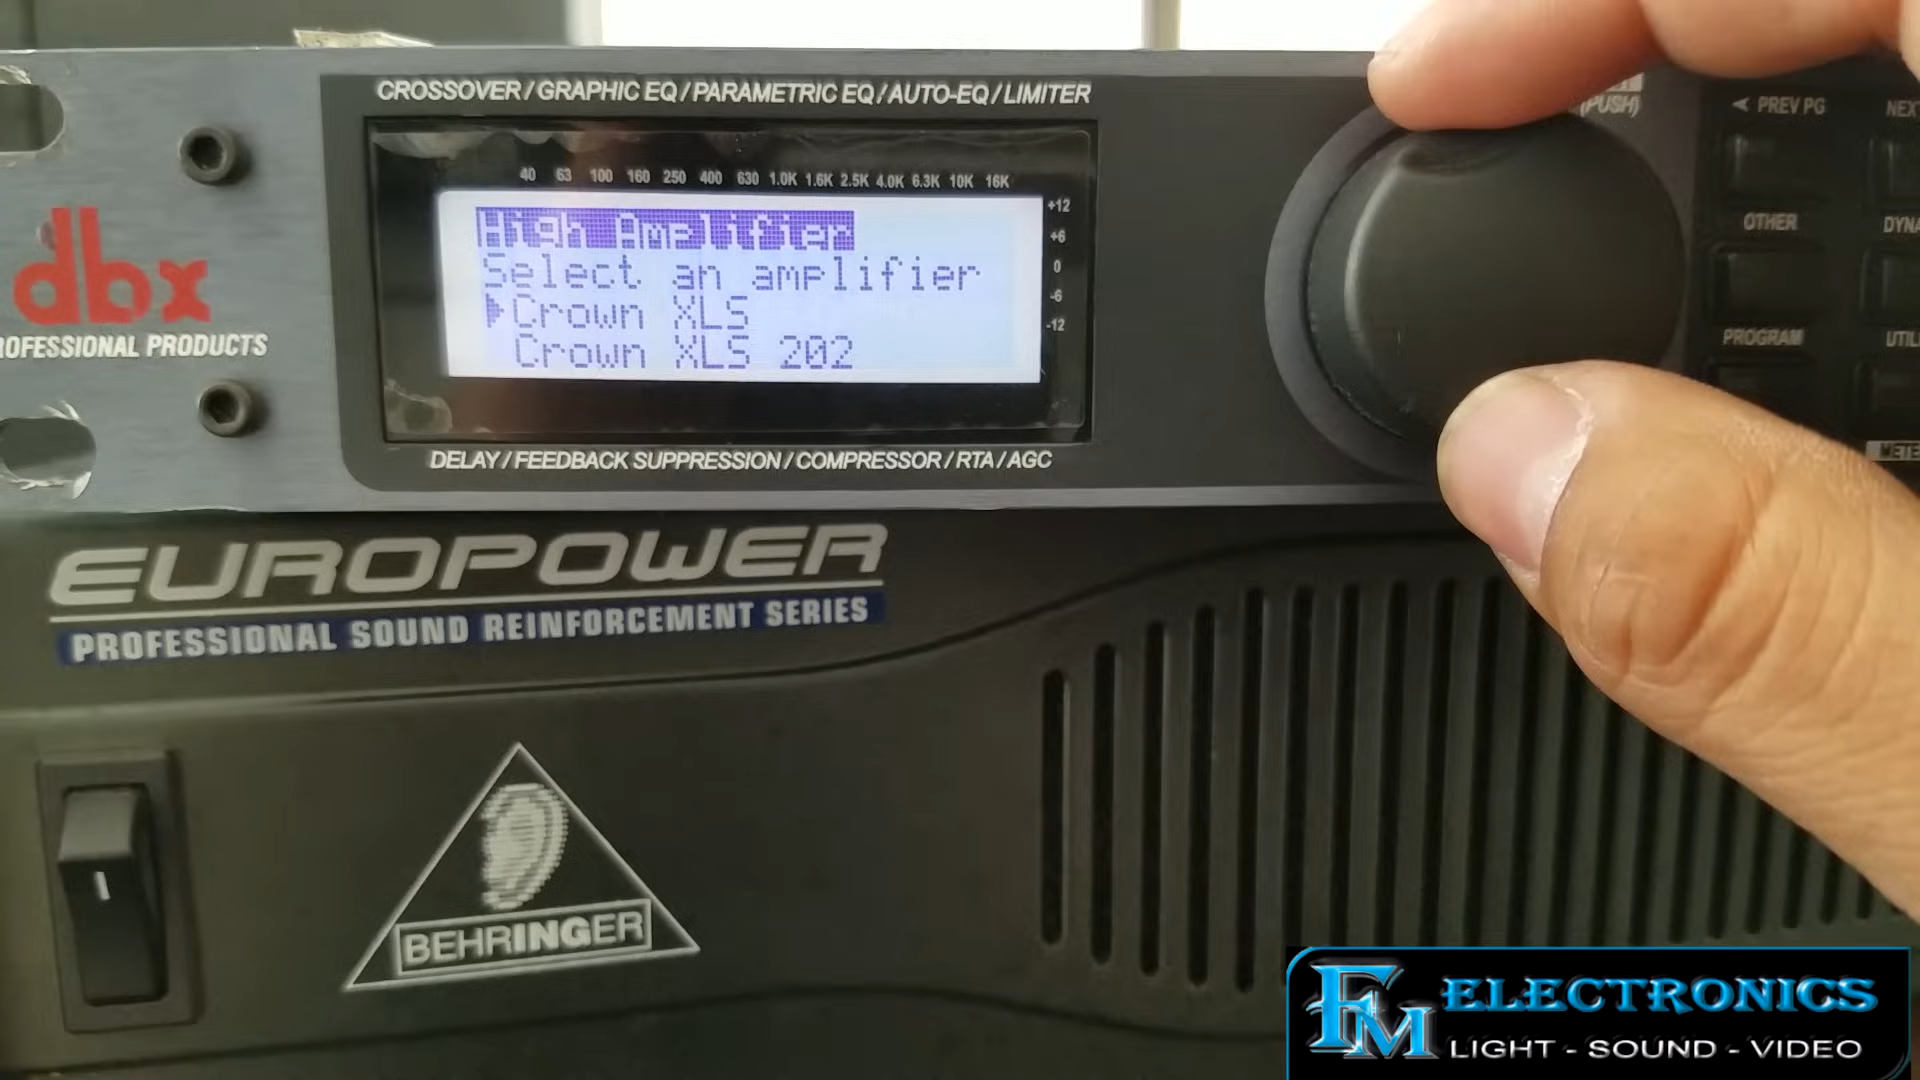 CROSSOVER / GRAPHIC EQ / PARAMETRIC EQ / AUTO-EQ / LIMITER
(PUSH)
◄ PREV PG
40 63 100 160 250 400 630 1.0K 1.6K 2.5K 4.0K 6.3K 10K 16K
+12
+6
0
-6
-12
High Amplifier
Select an amplifier
▶Crown XLS
Crown XLS 202
OTHER
PROGRAM
dbx
PROFESSIONAL PRODUCTS
DELAY / FEEDBACK SUPPRESSION / COMPRESSOR / RTA / AGC
EUROPOWER
PROFESSIONAL SOUND REINFORCEMENT SERIES
BEHRINGER
FM ELECTRONICS
LIGHT - SOUND - VIDEO